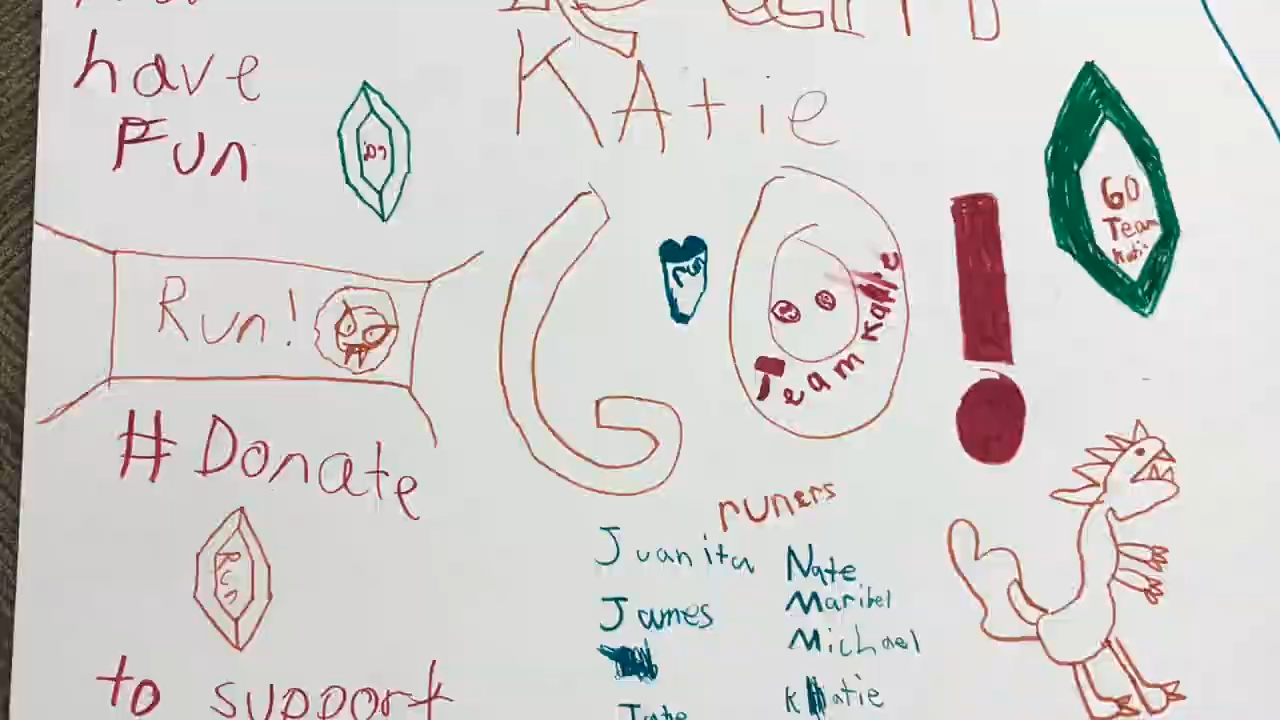 have
Fun
Katie
Go
Team
Katie
Run!
GO!
Team Katie
#Donate
runers
Juanita
James
Nate
Maribel
Michael
Katie
to support